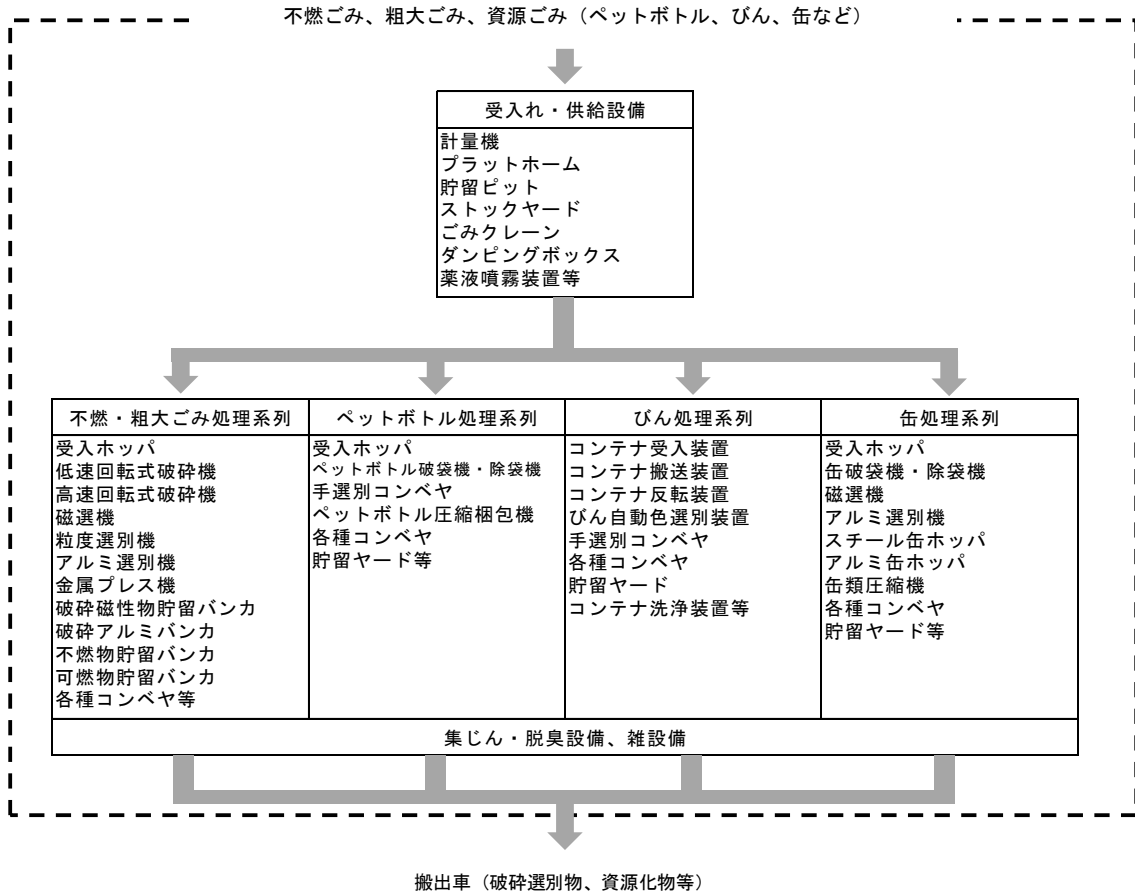 不燃ごみ、粗大ごみ、資源ごみ（ペットボトル、びん、缶など）
受入れ・供給設備
計量機
プラットホーム
貯留ピット
ストックヤード
ごみクレーン
ダンピングボックス
薬液噴霧装置等
不燃・粗大ごみ処理系列
受入ホッパ
低速回転式破砕機
高速回転式破砕機
磁選機
粒度選別機
アルミ選別機
金属プレス機
破砕磁性物貯留バンカ
破砕アルミバンカ
不燃物貯留バンカ
可燃物貯留バンカ
各種コンベヤ等
ペットボトル処理系列
受入ホッパ
ペットボトル破袋機・除袋機
手選別コンベヤ
ペットボトル圧縮梱包機
各種コンベヤ
貯留ヤード等
びん処理系列
コンテナ受入装置
コンテナ搬送装置
コンテナ反転装置
びん自動色選別装置
手選別コンベヤ
各種コンベヤ
貯留ヤード
コンテナ洗浄装置等
缶処理系列
受入ホッパ
缶破袋機・除袋機
磁選機
アルミ選別機
スチール缶ホッパ
アルミ缶ホッパ
缶類圧縮機
各種コンベヤ
貯留ヤード等
集じん・脱臭設備、雑設備
搬出車（破砕選別物、資源化物等）